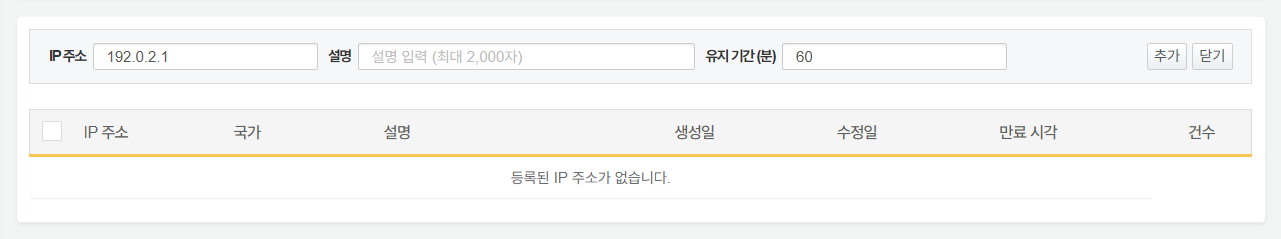 IP 주소 192.0.2.1 설명 설명 입력 (최대 2,000자) 유지 기간 (분) 60 추가 닫기
IP 주소 국가 설명 생성일 수정일 만료 시각 건수
등록된 IP 주소가 없습니다.